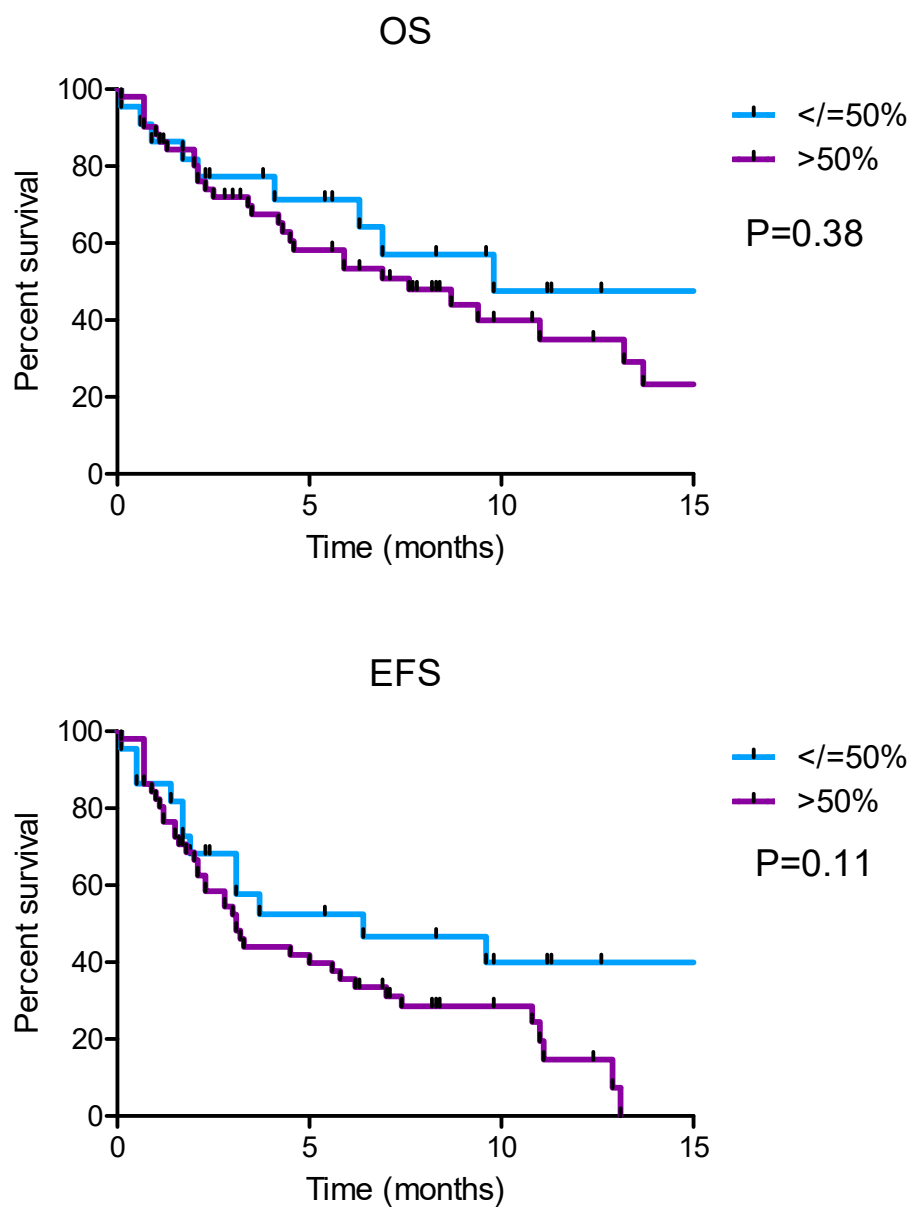 OS
100
80
60
40
20
0
Percent survival
0 5 10 15
Time (months)
</=50%
>50%
P=0.38
EFS
100
80
60
40
20
0
Percent survival
0 5 10 15
Time (months)
</=50%
>50%
P=0.11